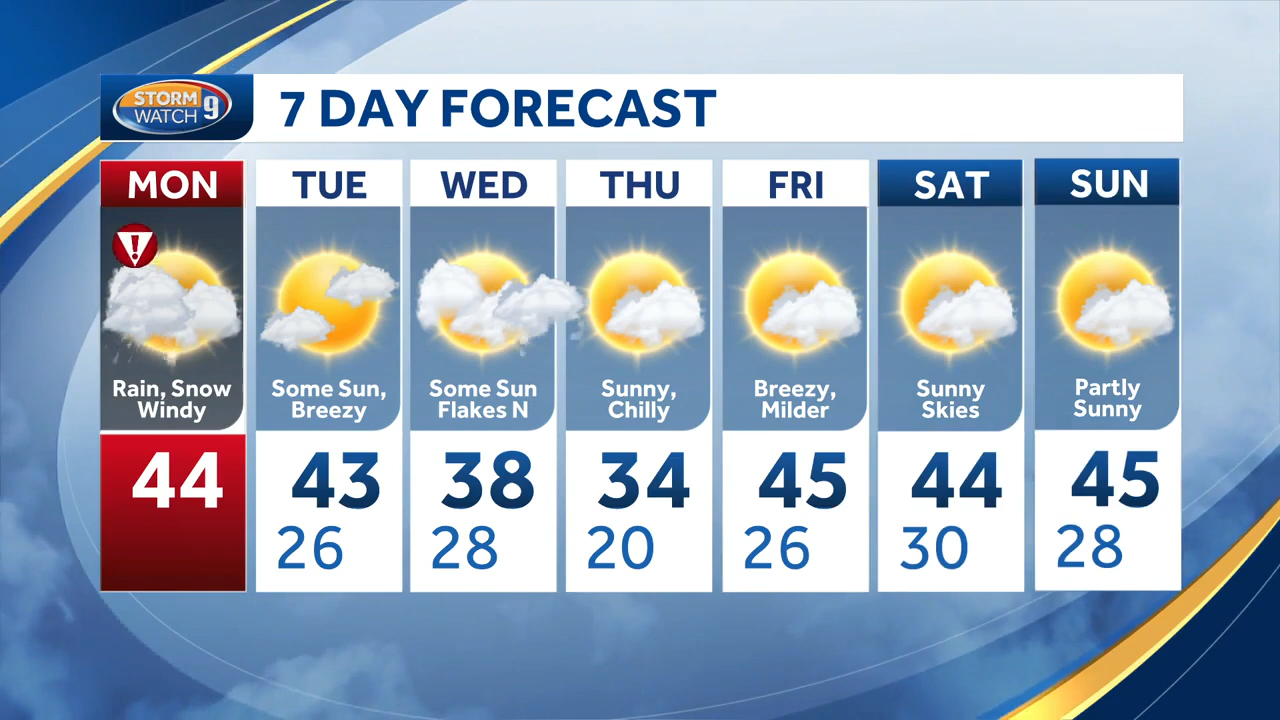 STORM
WATCH 9
7 DAY FORECAST
MON
TUE
WED
THU
FRI
SAT
SUN
!
Rain, Snow
Windy
Some Sun,
Breezy
Some Sun
Flakes N
Sunny,
Chilly
Breezy,
Milder
Sunny
Skies
Partly
Sunny
44
43
38
34
45
44
45
26
28
20
26
30
28